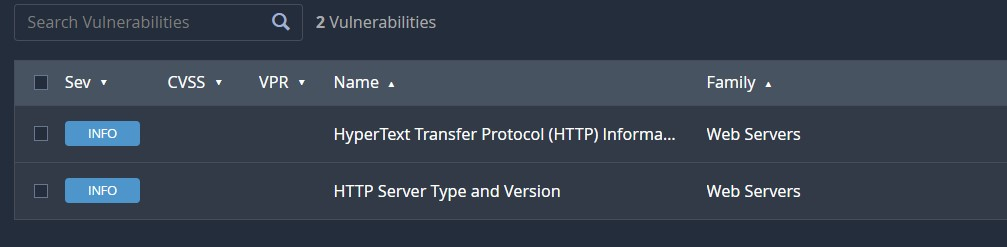 Search Vulnerabilities 2 Vulnerabilities
Sev ▼ CVSS ▼ VPR ▼ Name ▲ Family ▲
INFO HyperText Transfer Protocol (HTTP) Informa... Web Servers
INFO HTTP Server Type and Version Web Servers